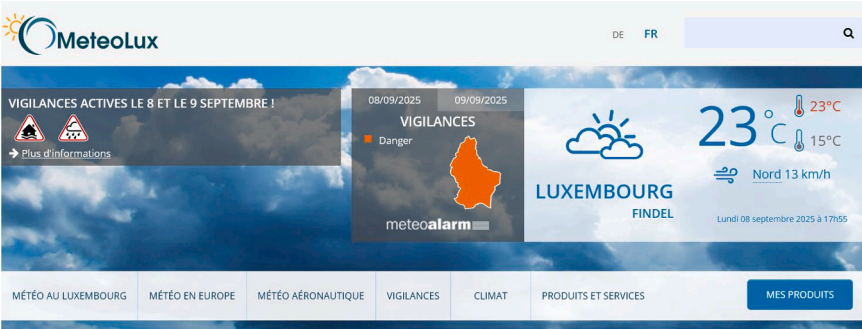 MeteoLux
DE FR
VIGILANCES ACTIVES LE 8 ET LE 9 SEPTEMBRE !
Plus d'informations
08/09/2025 09/09/2025
VIGILANCES
Danger
meteoalarm
LUXEMBOURG
FINDEL
23°C
23°C
15°C
Nord 13 km/h
Lundi 08 septembre 2025 à 17h55
MÉTÉO AU LUXEMBOURG MÉTÉO EN EUROPE MÉTÉO AÉRONAUTIQUE VIGILANCES CLIMAT PRODUITS ET SERVICES MES PRODUITS